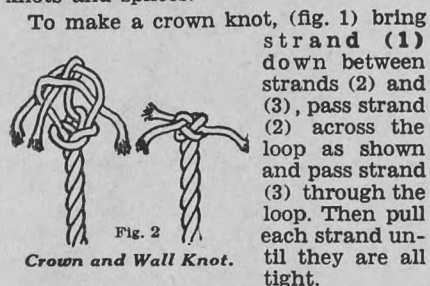 knots and splices.
To make a crown knot, (fig. 1) bring
strand (1)
down between
strands (2) and
(3), pass strand
(2) across the
loop as shown
and pass strand
(3) through the
loop. Then pull
each strand un-
til they are all
tight.
Fig. 2
Crown and Wall Knot.